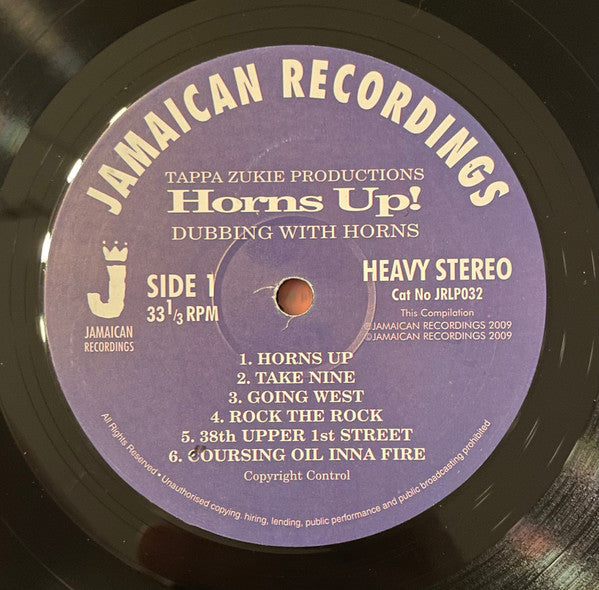 JAMAICAN RECORDINGS
TAPPA ZUKIE PRODUCTIONS
Horns Up!
DUBBING WITH HORNS
J
JAMAICAN
RECORDINGS
SIDE 1
33 1/3 RPM
HEAVY STEREO
Cat No JRLP032
This Compilation
©JAMAICAN RECORDINGS 2009
©JAMAICAN RECORDINGS 2009
1. HORNS UP
2. TAKE NINE
3. GOING WEST
4. ROCK THE ROCK
5. 38th UPPER 1st STREET
6. COURSING OIL INNA FIRE
Copyright Control
All Rights Reserved • Unauthorised copying, hiring, lending, public performance and public broadcasting prohibited